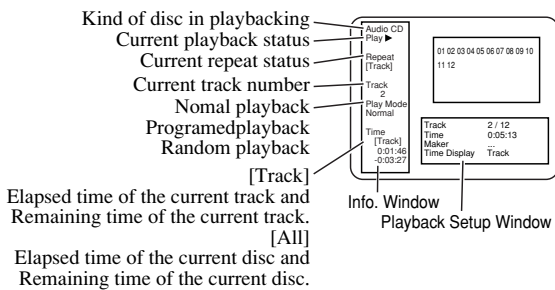 Kind of disc in playbacking
Current playback status
Current repeat status
Current track number
Nomal playback
Programedplayback
Random playback
[Track]
Elapsed time of the current track and
Remaining time of the current track.
[All]
Elapsed time of the current disc and
Remaining time of the current disc.
Audio CD
Play ▶
Repeat
[Track]
Track
2
Play Mode
Normal
Time
[Track]
0:01:46
-0:03:27
01 02 03 04 05 06 07 08 09 10
11 12
Track 2 / 12
Time 0:05:13
Maker ...
Time Display Track
Info. Window
Playback Setup Window